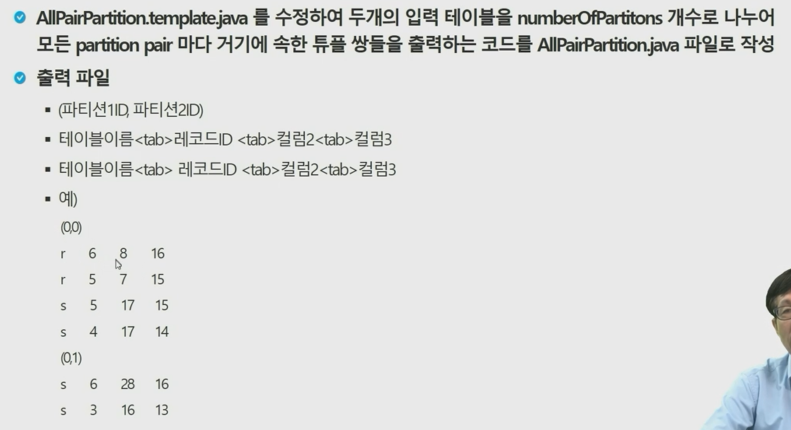 AllPairPartition.template.java 를 수정하여 두개의 입력 테이블을 numberOfPartitons 개수로 나누어
모든 partition pair 마다 거기에 속한 튜플 쌍들을 출력하는 코드를 AllPairPartition.java 파일로 작성
출력 파일
(파티션1ID, 파티션2ID)
테이블이름<tab>레코드ID <tab>컬럼2<tab>컬럼3
테이블이름<tab> 레코드ID <tab>컬럼2<tab>컬럼3
예)
(0,0)
r 6 8 16
r 5 7 15
s 5 17 15
s 4 17 14
(0,1)
s 6 28 16
s 3 16 13